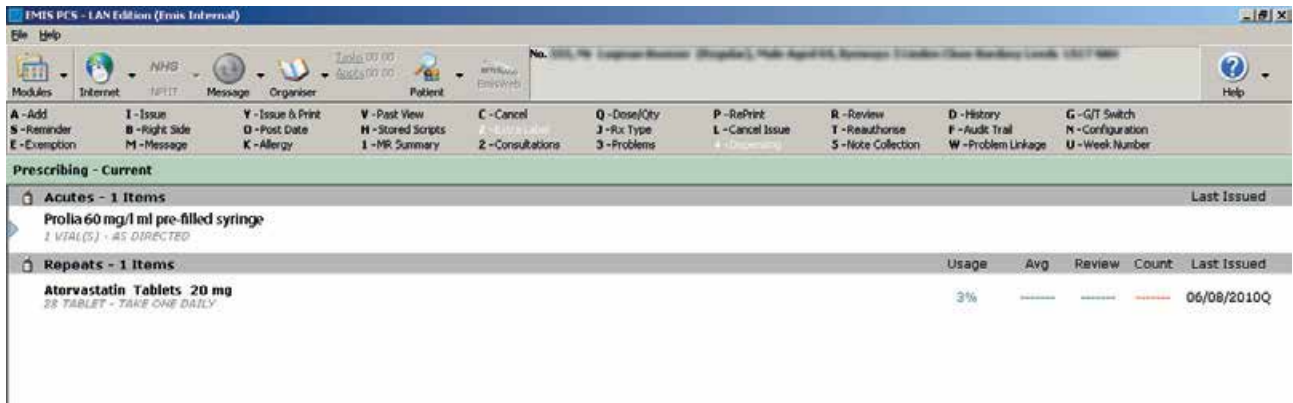 EMIS PCS - LAN Edition (Emis Internal)
File Help
Modules Internet NHS Message Organiser Tasks 00 00 Patient EmisWeb No. Help
A -Add I -Issue Y -Issue & Print V -Past View C -Cancel Q -Dose/Qty P -RePrint R -Review D -History G -G/T Switch
S -Reminder B -Right Side O -Post Date H -Stored Scripts J -Rx Type L -Cancel Issue T -Reauthorise F -Audit Trail N -Configuration
E -Exemption M -Message K -Allergy 1 -MR Summary 2 -Consultations 3 -Problems 5 -Note Collection W -Problem Linkage U -Week Number
Prescribing - Current
Acutes - 1 Items Last Issued
Prolia 60 mg/1 ml pre-filled syringe
1 VIAL(S) - AS DIRECTED
Repeats - 1 Items Usage Avg Review Count Last Issued
Atorvastatin Tablets 20 mg
28 TABLET - TAKE ONE DAILY 3% -------- -------- -------- 06/08/2010Q